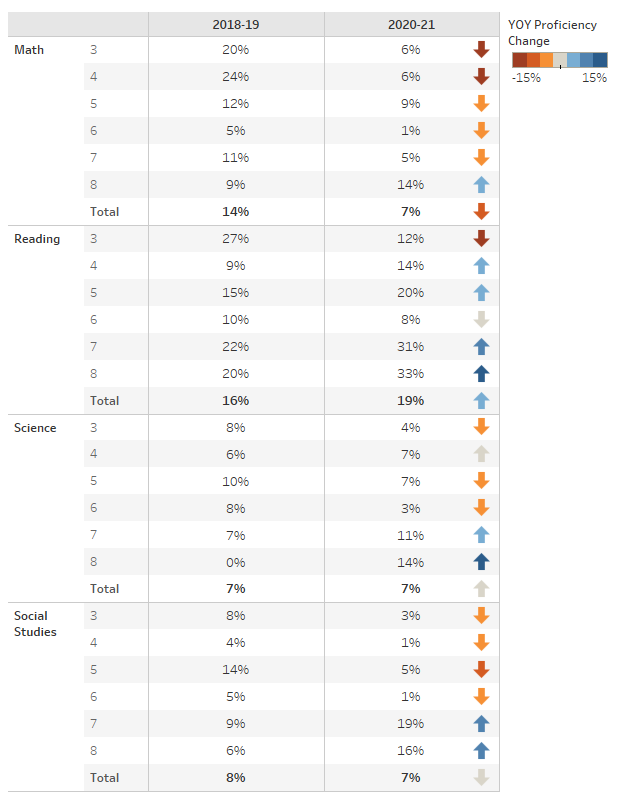 2018-19 2020-21 YOY Proficiency
Change
-15% 15%
Math 3 20% 6%
4 24% 6%
5 12% 9%
6 5% 1%
7 11% 5%
8 9% 14%
Total 14% 7%
Reading 3 27% 12%
4 9% 14%
5 15% 20%
6 10% 8%
7 22% 31%
8 20% 33%
Total 16% 19%
Science 3 8% 4%
4 6% 7%
5 10% 7%
6 8% 3%
7 7% 11%
8 0% 14%
Total 7% 7%
Social 3 8% 3%
Studies 4 4% 1%
5 14% 5%
6 5% 1%
7 9% 19%
8 6% 16%
Total 8% 7%